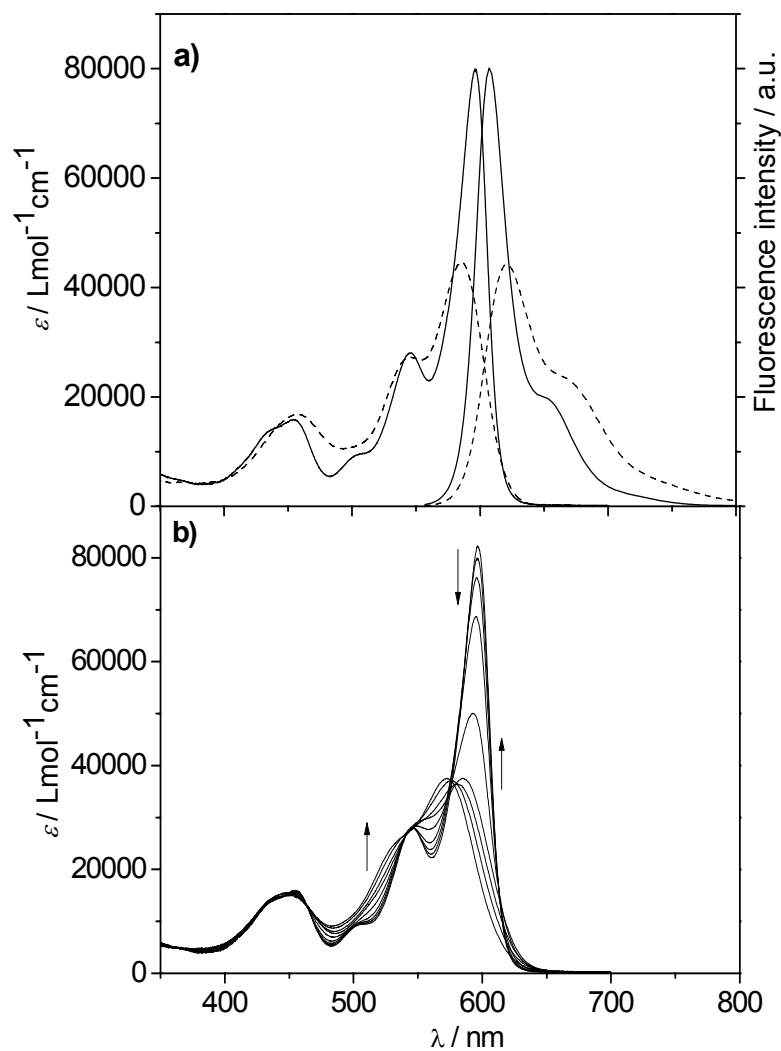 a)
80000
60000
40000
20000
0
ε / Lmol⁻¹cm⁻¹
Fluorescence intensity / a.u.
b)
80000
60000
40000
20000
0
ε / Lmol⁻¹cm⁻¹
400 500 600 700 800
λ / nm